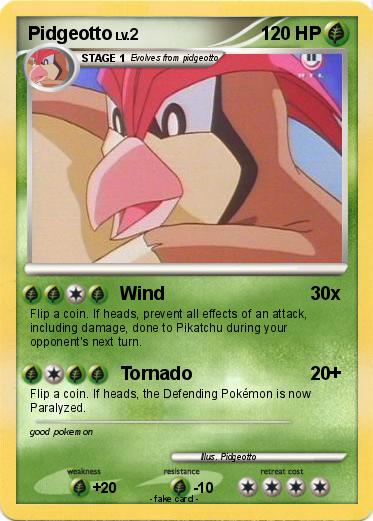 Pidgeotto LV.2 120 HP
STAGE 1 Evolves from pidgeotto
RTL
Wind 30x
Flip a coin. If heads, prevent all effects of an attack,
including damage, done to Pikatchu during your
opponent's next turn.
Tornado 20+
Flip a coin. If heads, the Defending Pokémon is now
Paralyzed.
good pokemon
Illus. Pidgeotto
weakness resistance retreat cost
+20 -10
- fake card -